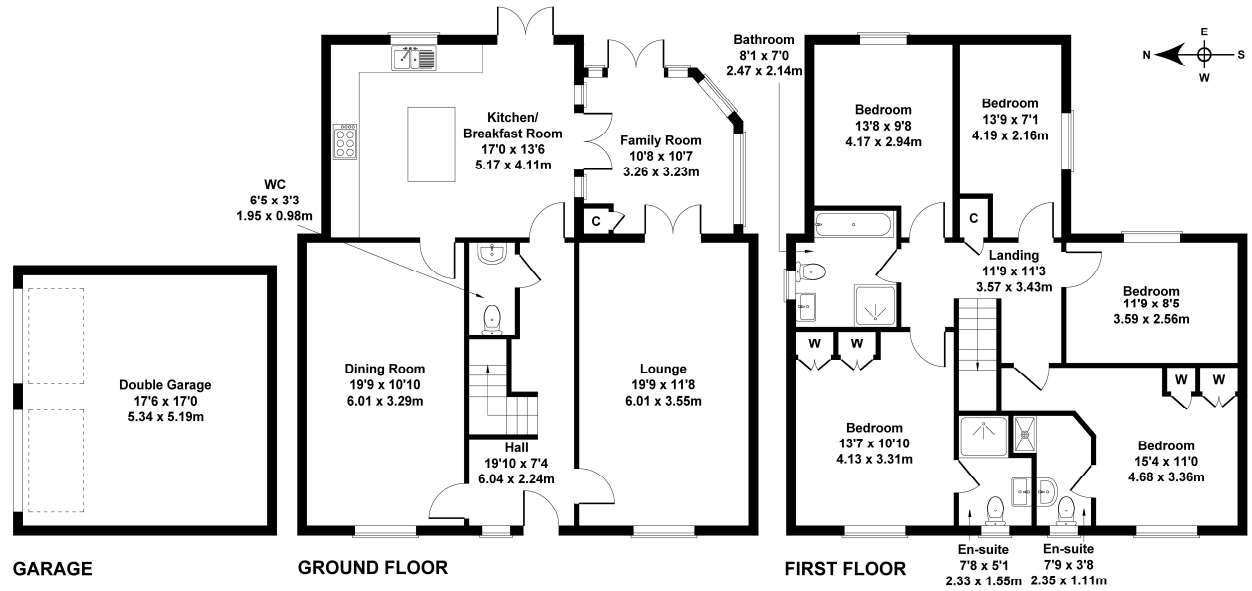 Double Garage
17'6 x 17'0
5.34 x 5.19m
GARAGE
WC
6'5 x 3'3
1.95 x 0.98m
Kitchen/
Breakfast Room
17'0 x 13'6
5.17 x 4.11m
Family Room
10'8 x 10'7
3.26 x 3.23m
C
Dining Room
19'9 x 10'10
6.01 x 3.29m
Lounge
19'9 x 11'8
6.01 x 3.55m
Hall
19'10 x 7'4
6.04 x 2.24m
GROUND FLOOR
Bathroom
8'1 x 7'0
2.47 x 2.14m
Bedroom
13'8 x 9'8
4.17 x 2.94m
Bedroom
13'9 x 7'1
4.19 x 2.16m
E
N
S
W
C
Landing
11'9 x 11'3
3.57 x 3.43m
Bedroom
11'9 x 8'5
3.59 x 2.56m
W
W
W
W
Bedroom
13'7 x 10'10
4.13 x 3.31m
Bedroom
15'4 x 11'0
4.68 x 3.36m
En-suite
7'8 x 5'1
2.33 x 1.55m
En-suite
7'9 x 3'8
2.35 x 1.11m
FIRST FLOOR